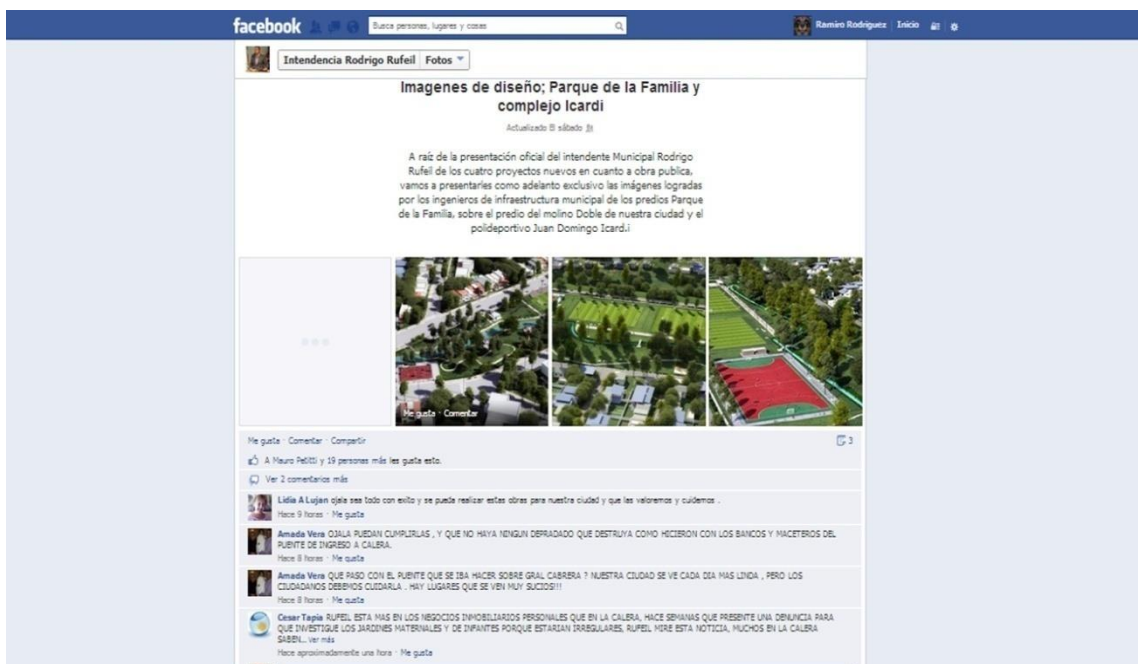 facebook
Busca personas, lugares y cosas
Ramiro Rodriguez Inicio
Intendencia Rodrigo Rufeil Fotos
Imagenes de diseño; Parque de la Familia y
complejo Icardi
Actualizado El sábado
A raíz de la presentación oficial del intendente Municipal Rodrigo
Rufeil de los cuatro proyectos nuevos en cuanto a obra publica,
vamos a presentarles como adelanto exclusivo las imágenes logradas
por los ingenieros de infraestructura municipal de los predios Parque
de la Familia, sobre el predio del molino Doble de nuestra ciudad y el
polideportivo Juan Domingo Icard.i
Me gusta · Comentar
Me gusta · Comentar · Compartir
3
A Mauro Petitti y 19 personas más les gusta esto.
Ver 2 comentarios más
Lidia A Lujan ojala sea todo con exito y se pueda realizar estas obras para nuestra ciudad y que las valoremos y cuidemos .
Hace 9 horas · Me gusta
Amada Vera OJALA PUEDAN CUMPLIRLAS , Y QUE NO HAYA NINGUN DEPRADADO QUE DESTRUYA COMO HICIERON CON LOS BANCOS Y MACETEROS DEL
PUENTE DE INGRESO A CALERA.
Hace 8 horas · Me gusta
Amada Vera QUE PASO CON EL PUENTE QUE SE IBA HACER SOBRE GRAL CABRERA ? NUESTRA CIUDAD SE VE CADA DIA MAS LINDA , PERO LOS
CIUDADANOS DEBEMOS CUIDARLA . HAY LUGARES QUE SE VEN MUY SUCIOS!!!
Hace 8 horas · Me gusta
Cesar Tapia RUFEIL ESTA MAS EN LOS NEGOCIOS INMOBILIARIOS PERSONALES QUE EN LA CALERA, HACE SEMANAS QUE PRESENTE UNA DENUNCIA PARA
QUE INVESTIGUE LOS JARDINES MATERNALES Y DE INFANTES PORQUE ESTARIAN IRREGULARES, RUFEIL MIRE ESTA NOTICIA, MUCHOS EN LA CALERA
SABEN... Ver más
Hace aproximadamente una hora · Me gusta